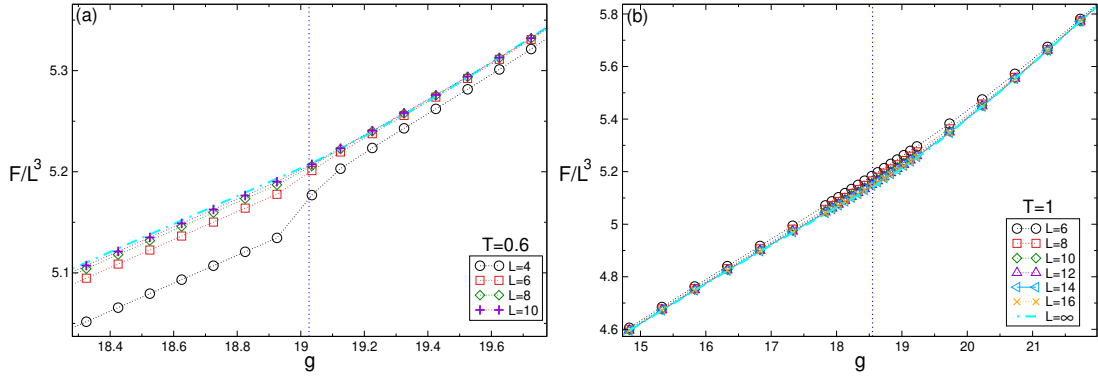 (a)
F/L³
5.3
5.2
5.1
18.4 18.6 18.8 19 19.2 19.4 19.6
g
T=0.6
L=4
L=6
L=8
L=10
(b)
F/L³
5.8
5.6
5.4
5.2
5
4.8
4.6
15 16 17 18 19 20 21
g
T=1
L=6
L=8
L=10
L=12
L=14
L=16
L=∞